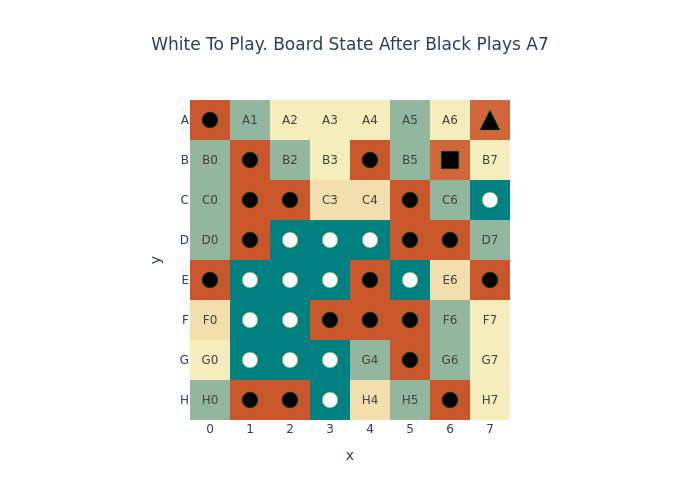 White To Play. Board State After Black Plays A7
A A1 A2 A3 A4 A5 A6
B B0 B2 B3 B5 B7
C C0 C3 C4 C6
D D0 D7
E E6
F F0 F6 F7
G G0 G4 G6 G7
H H0 H4 H5 H7
0 1 2 3 4 5 6 7
x
y